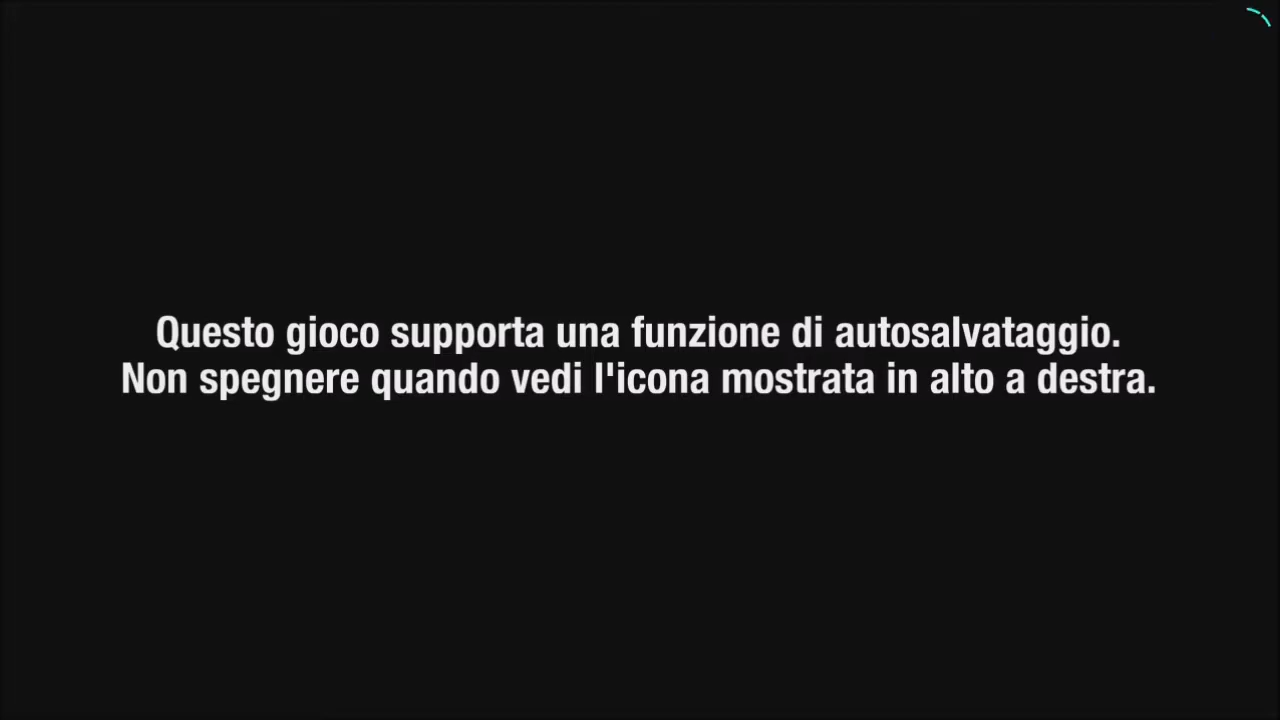 Questo gioco supporta una funzione di autosalvataggio.
Non spegnere quando vedi l'icona mostrata in alto a destra.